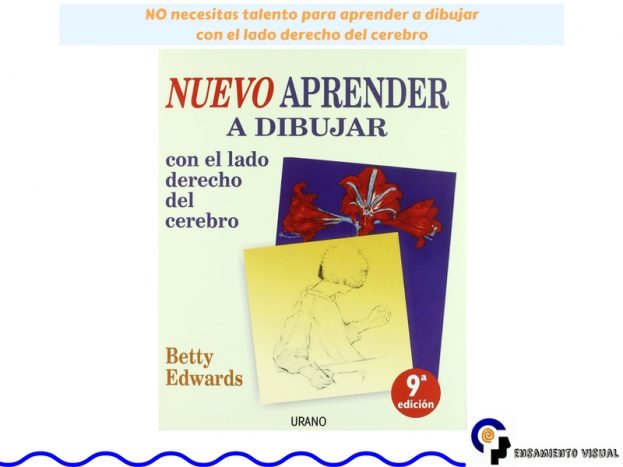 NO necesitas talento para aprender a dibujar
con el lado derecho del cerebro
NUEVO APRENDER
A DIBUJAR
con el lado
derecho
del
cerebro
Betty
Edwards
9ª
edición
URANO
ENSAMIENTO VISUAL